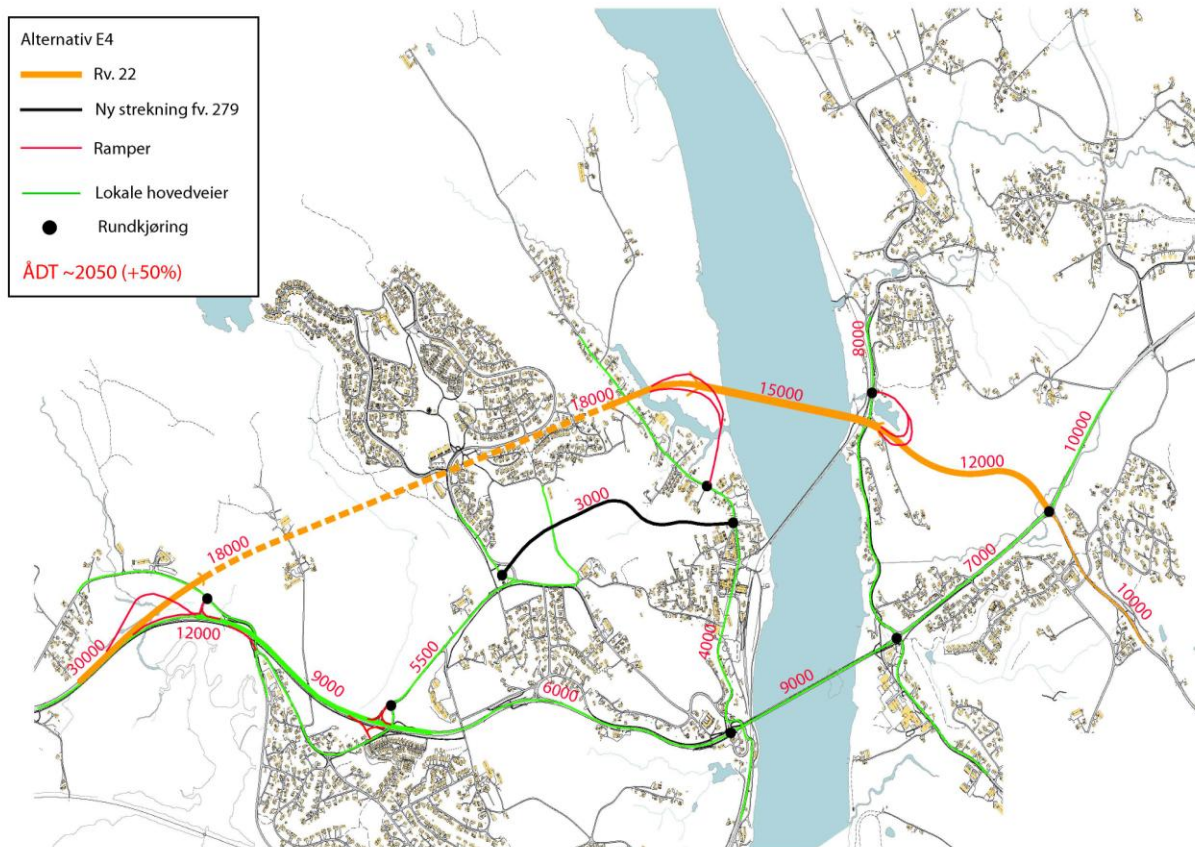 Alternativ E4
Rv. 22
Ny strekning fv. 279
Ramper
Lokale hovedveier
Rundkjøring
ÅDT ~2050 (+50%)
8000
18000
15000
10000
12000
3000
18000
7000
10000
12000
5500
4000
30000
9000
6000
9000